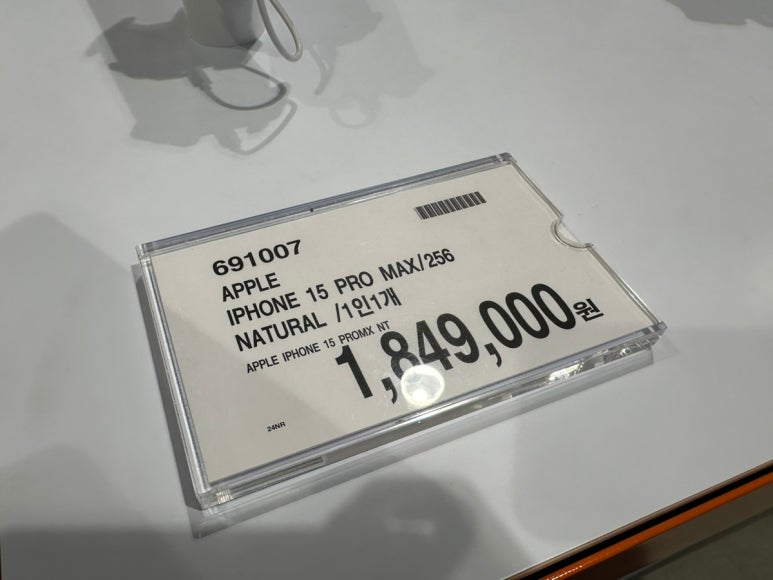 691007
APPLE
IPHONE 15 PRO MAX/256
NATURAL /1인1개
APPLE IPHONE 15 PROMX NT
1,849,000원
24NR